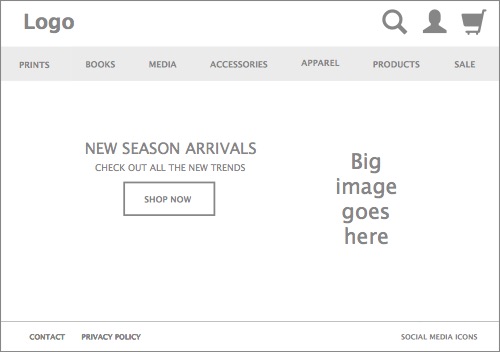 Logo
PRINTS BOOKS MEDIA ACCESSORIES APPAREL PRODUCTS SALE
NEW SEASON ARRIVALS
CHECK OUT ALL THE NEW TRENDS
SHOP NOW
Big
image
goes
here
CONTACT PRIVACY POLICY SOCIAL MEDIA ICONS